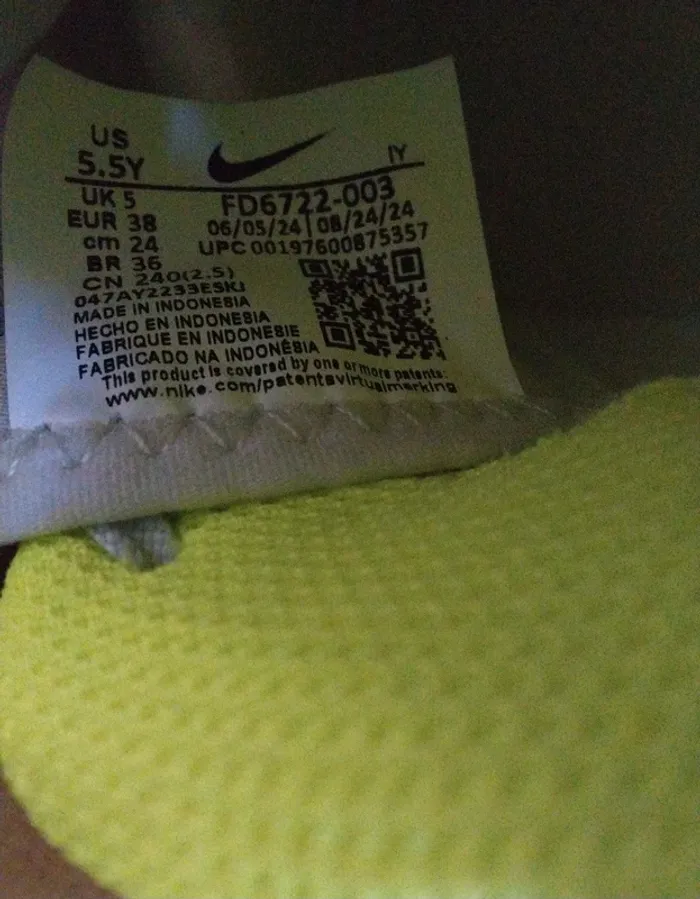 US
5.5Y
IY
UK 5
FD6722-003
EUR 38
06/05/24 | 08/24/24
cm 24
UPC 00197600875357
BR 36
CN 240(2.5)
047AY2233ESKJ
MADE IN INDONESIA
HECHO EN INDONESIA
FABRIQUE EN INDONESIE
FABRICADO NA INDONÉSIA
This product is covered by one or more patents:
www.nike.com/patentsvirtualmarking